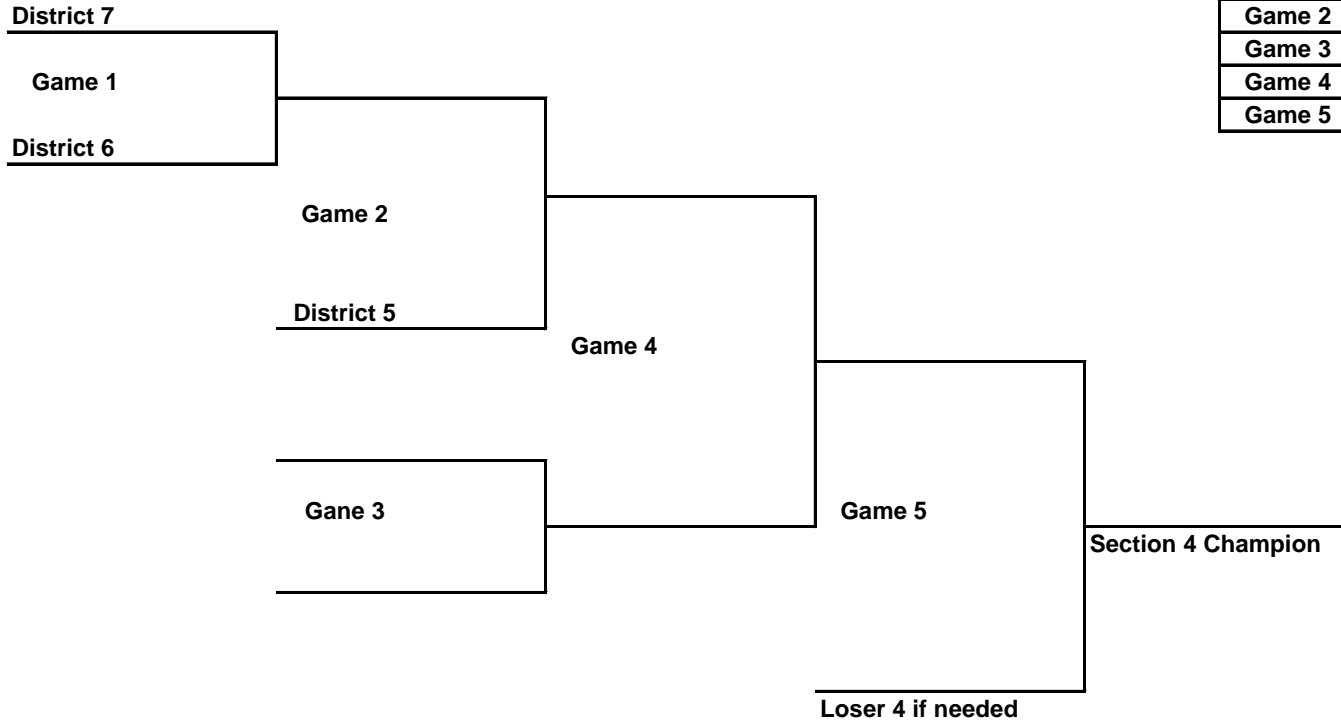 District 7
Game 2
Game 3
Game 1
Game 4
Game 5
District 6
Game 2
District 5
Game 4
Gane 3
Game 5
Section 4 Champion
Loser 4 if needed